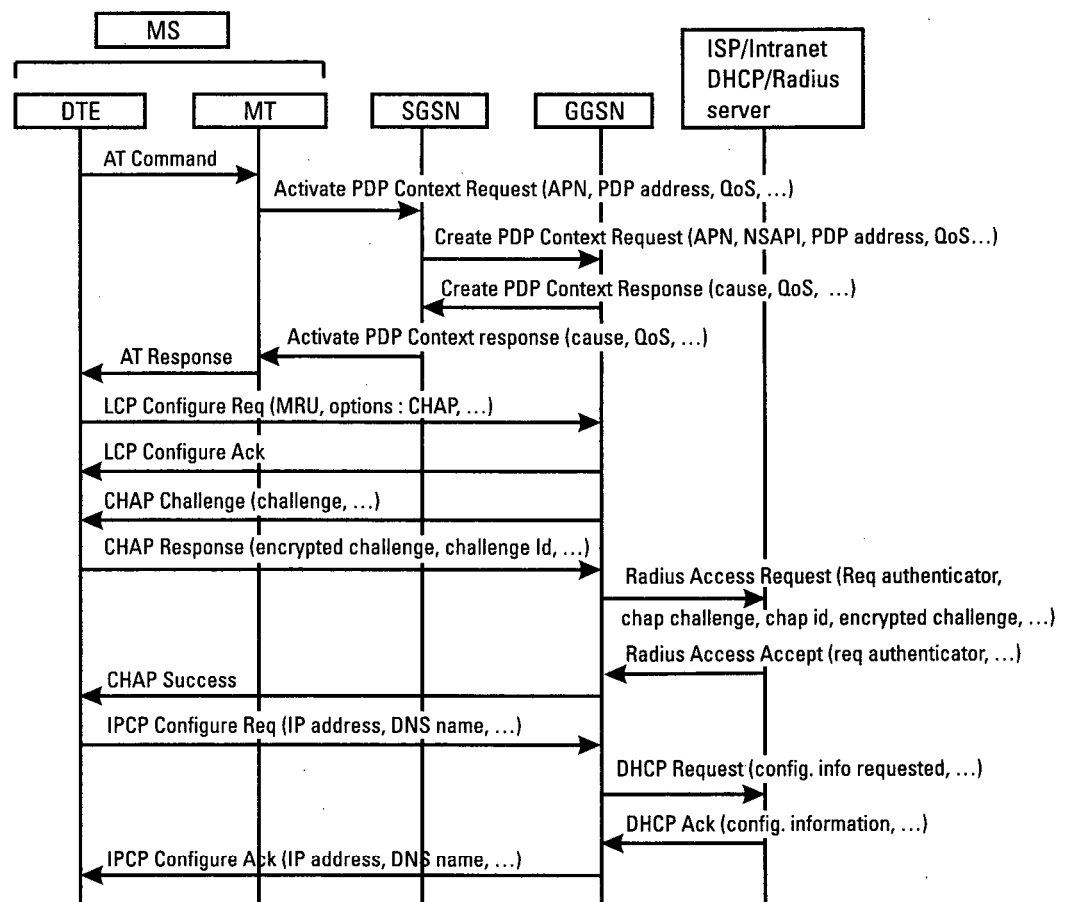 MS
ISP/Intranet
DHCP/Radius
server
DTE
MT
SGSN
GGSN
AT Command
Activate PDP Context Request (APN, PDP address, QoS, ...)
Create PDP Context Request (APN, NSAPI, PDP address, QoS...)
Create PDP Context Response (cause, QoS, ...)
Activate PDP Context response (cause, QoS, ...)
AT Response
LCP Configure Req (MRU, options : CHAP, ...)
LCP Configure Ack
CHAP Challenge (challenge, ...)
CHAP Response (encrypted challenge, challenge Id, ...)
Radius Access Request (Req authenticator,
chap challenge, chap id, encrypted challenge, ...)
Radius Access Accept (req authenticator, ...)
CHAP Success
IPCP Configure Req (IP address, DNS name, ...)
DHCP Request (config. info requested, ...)
DHCP Ack (config. information, ...)
IPCP Configure Ack (IP address, DNS name, ...)